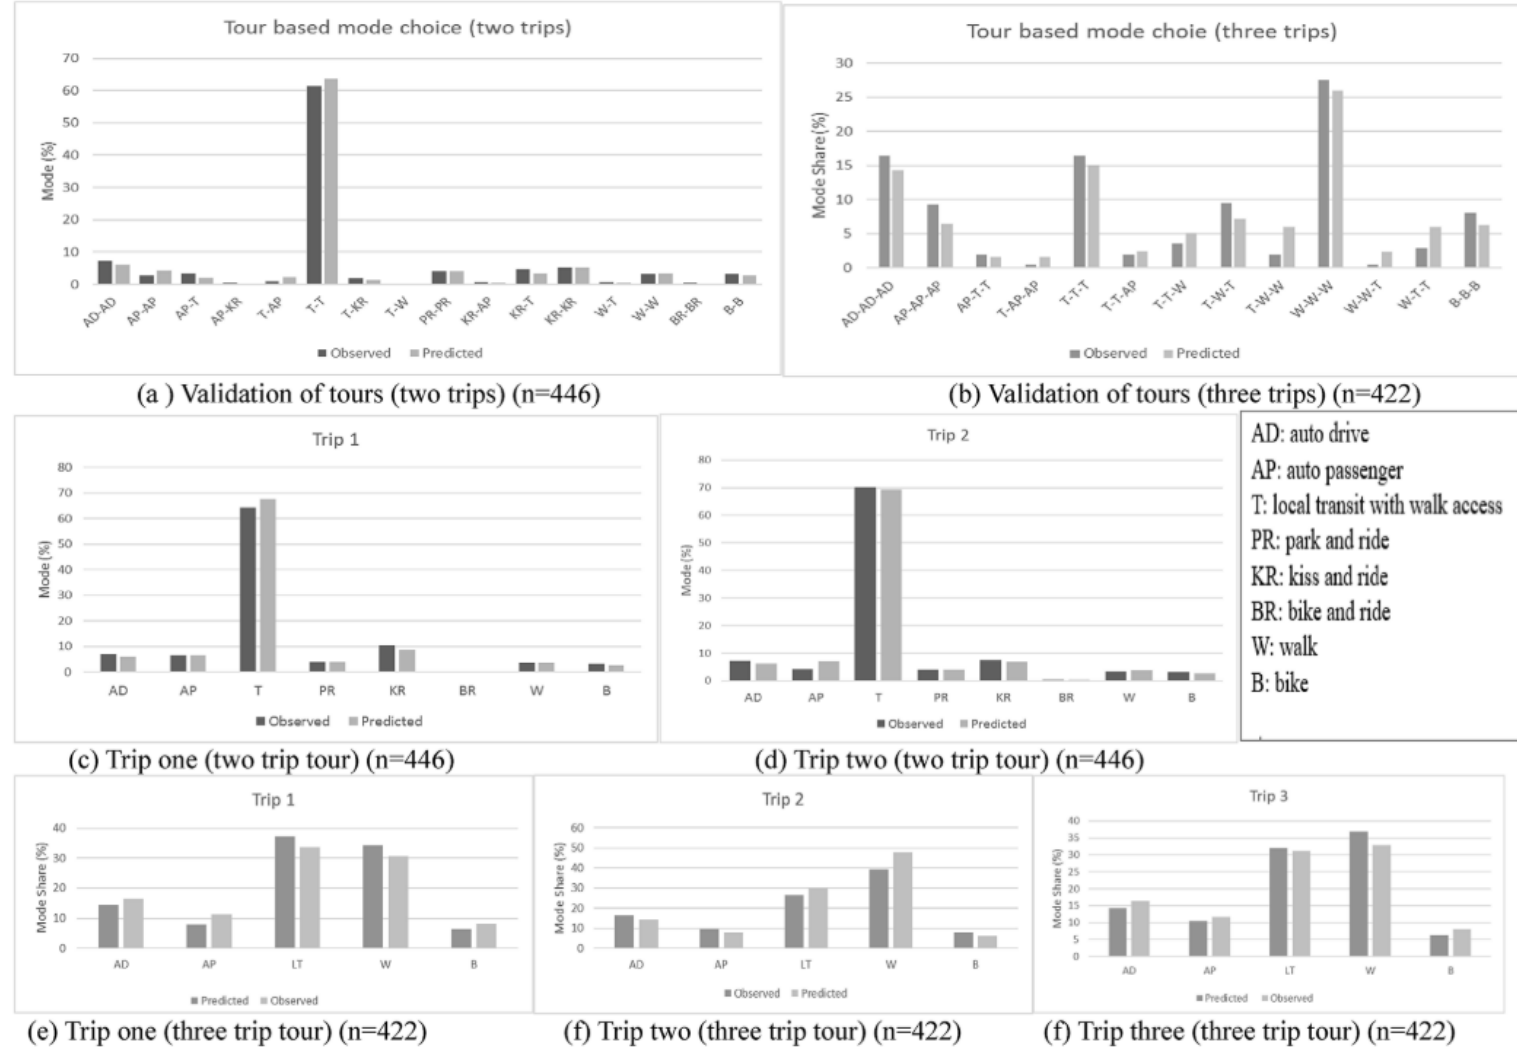 Tour based mode choice (two trips)
Mode (%)
70
60
50
40
30
20
10
0
AD-AD
AP-AP
AP-T
AP-KR
T-AP
T-T
T-KR
T-W
PR-PR
KR-AP
KR-T
KR-KR
W-T
W-W
BR-BR
B-B
Observed Predicted
(a ) Validation of tours (two trips) (n=446)
Tour based mode choie (three trips)
Mode Share (%)
30
25
20
15
10
5
0
AD-AD-AD
AP-AP-AP
AP-T-T
T-AP-AP
T-T-T
T-T-AP
T-T-W
T-W-T
T-W-W
W-W-W
W-W-T
W-T-T
B-B-B
Observed Predicted
(b) Validation of tours (three trips) (n=422)
Trip 1
Mode (%)
80
70
60
50
40
30
20
10
0
AD AP T PR KR BR W B
Observed Predicted
(c) Trip one (two trip tour) (n=446)
Trip 2
Mode (%)
80
70
60
50
40
30
20
10
0
AD AP T PR KR BR W B
Observed Predicted
(d) Trip two (two trip tour) (n=446)
AD: auto drive
AP: auto passenger
T: local transit with walk access
PR: park and ride
KR: kiss and ride
BR: bike and ride
W: walk
B: bike
Trip 1
Mode Share (%)
40
30
20
10
0
AD AP LT W B
Predicted Observed
(e) Trip one (three trip tour) (n=422)
Trip 2
Mode Share (%)
60
50
40
30
20
10
0
AD AP LT W B
Observed Predicted
(f) Trip two (three trip tour) (n=422)
Trip 3
Mode Share (%)
40
35
30
25
20
15
10
5
0
AD AP LT W B
Predicted Observed
(f) Trip three (three trip tour) (n=422)